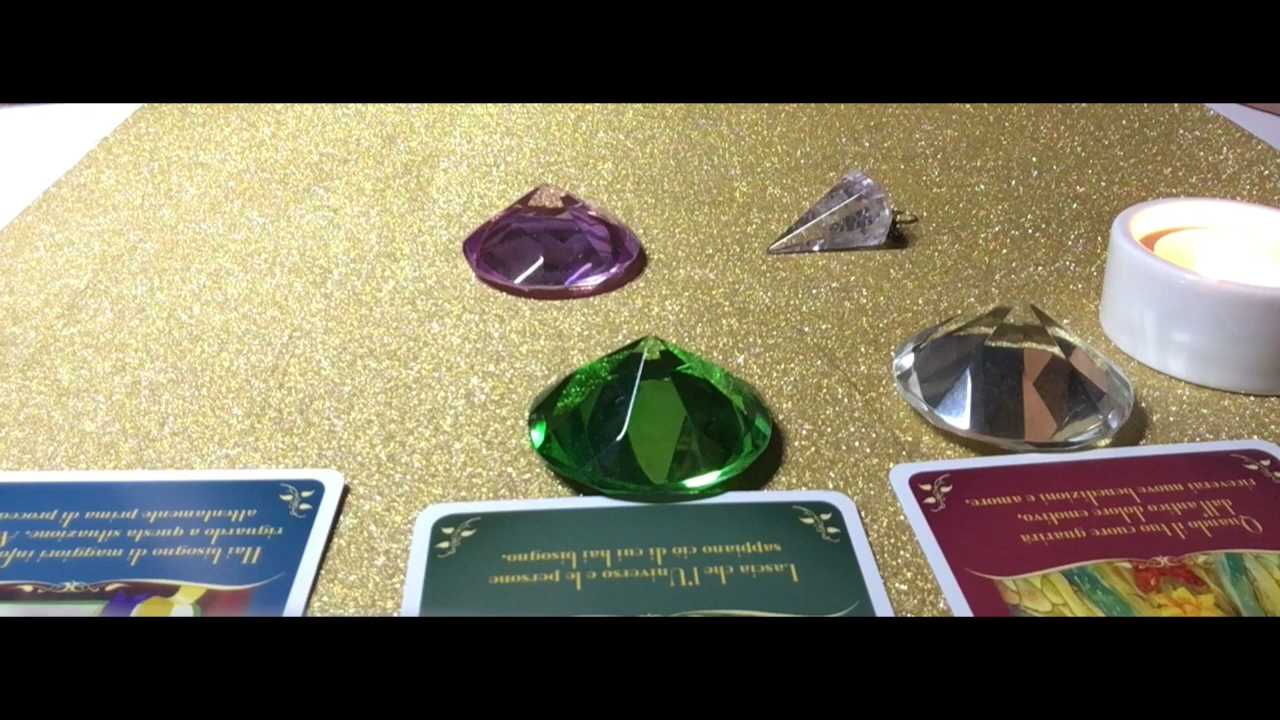 Hai bisogno di maggiori
riguardo a questa situazione.
attentamente prima di
Lascia che l'Universo e le persone
sappiano ciò di cui hai bisogno.
Quando il tuo cuore guarirà
dall'antico dolore emotivo,
riceverai nuove benedizioni e amore.